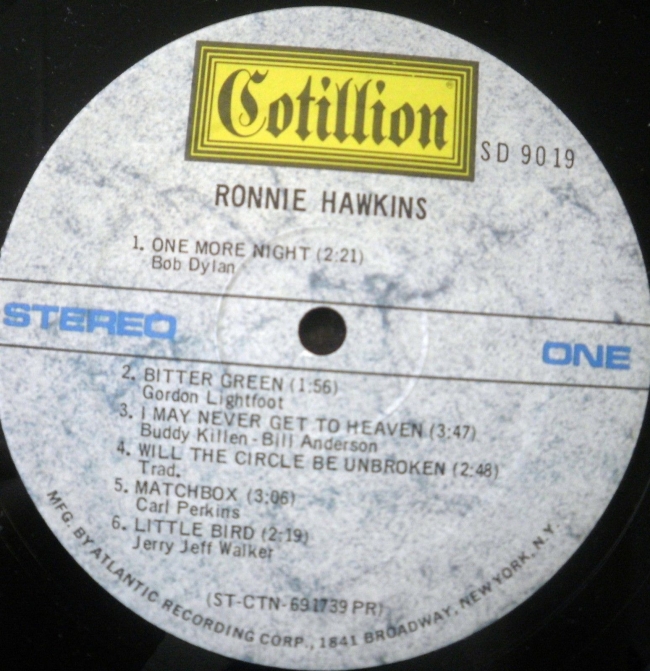 Cotillion®
SD 9019
RONNIE HAWKINS
1. ONE MORE NIGHT (2:21)
Bob Dylan
STEREO
ONE
2. BITTER GREEN (1:56)
Gordon Lightfoot
3. I MAY NEVER GET TO HEAVEN (3:47)
Buddy Killen - Bill Anderson
4. WILL THE CIRCLE BE UNBROKEN (2:48)
Trad.
5. MATCHBOX (3:06)
Carl Perkins
6. LITTLE BIRD (2:19)
Jerry Jeff Walker
(ST-CTN-691739 PR)
MFG. BY ATLANTIC RECORDING CORP., 1841 BROADWAY, NEW YORK, N.Y.